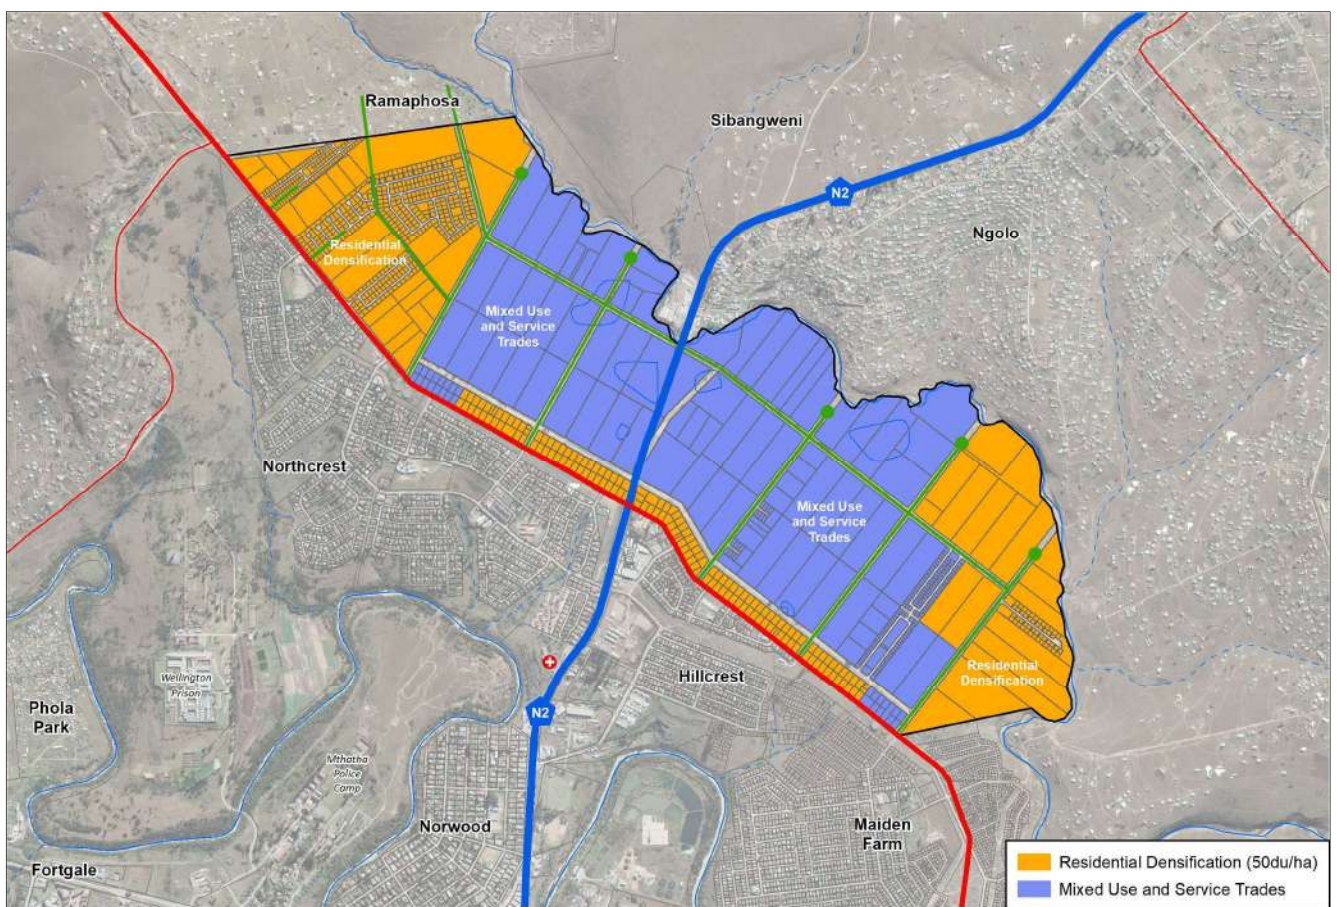 Ramaphosa
Sibangweni
N2
Ngolo
Residential
Densification
Mixed Use
and Service
Trades
Northcrest
Mixed Use
and Service
Trades
Hillcrest
Residential
Densification
Wellington
Prison
Phola
Park
N2
Mthatha
Police
Camp
Norwood
Maiden
Farm
Fortgale
Residential Densification (50du/ha)
Mixed Use and Service Trades